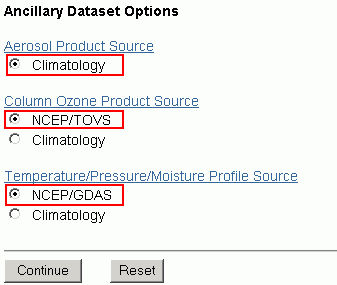 Ancillary Dataset Options
Aerosol Product Source
Climatology
Column Ozone Product Source
NCEP/TOVS
Climatology
Temperature/Pressure/Moisture Profile Source
NCEP/GDAS
Climatology
Continue Reset